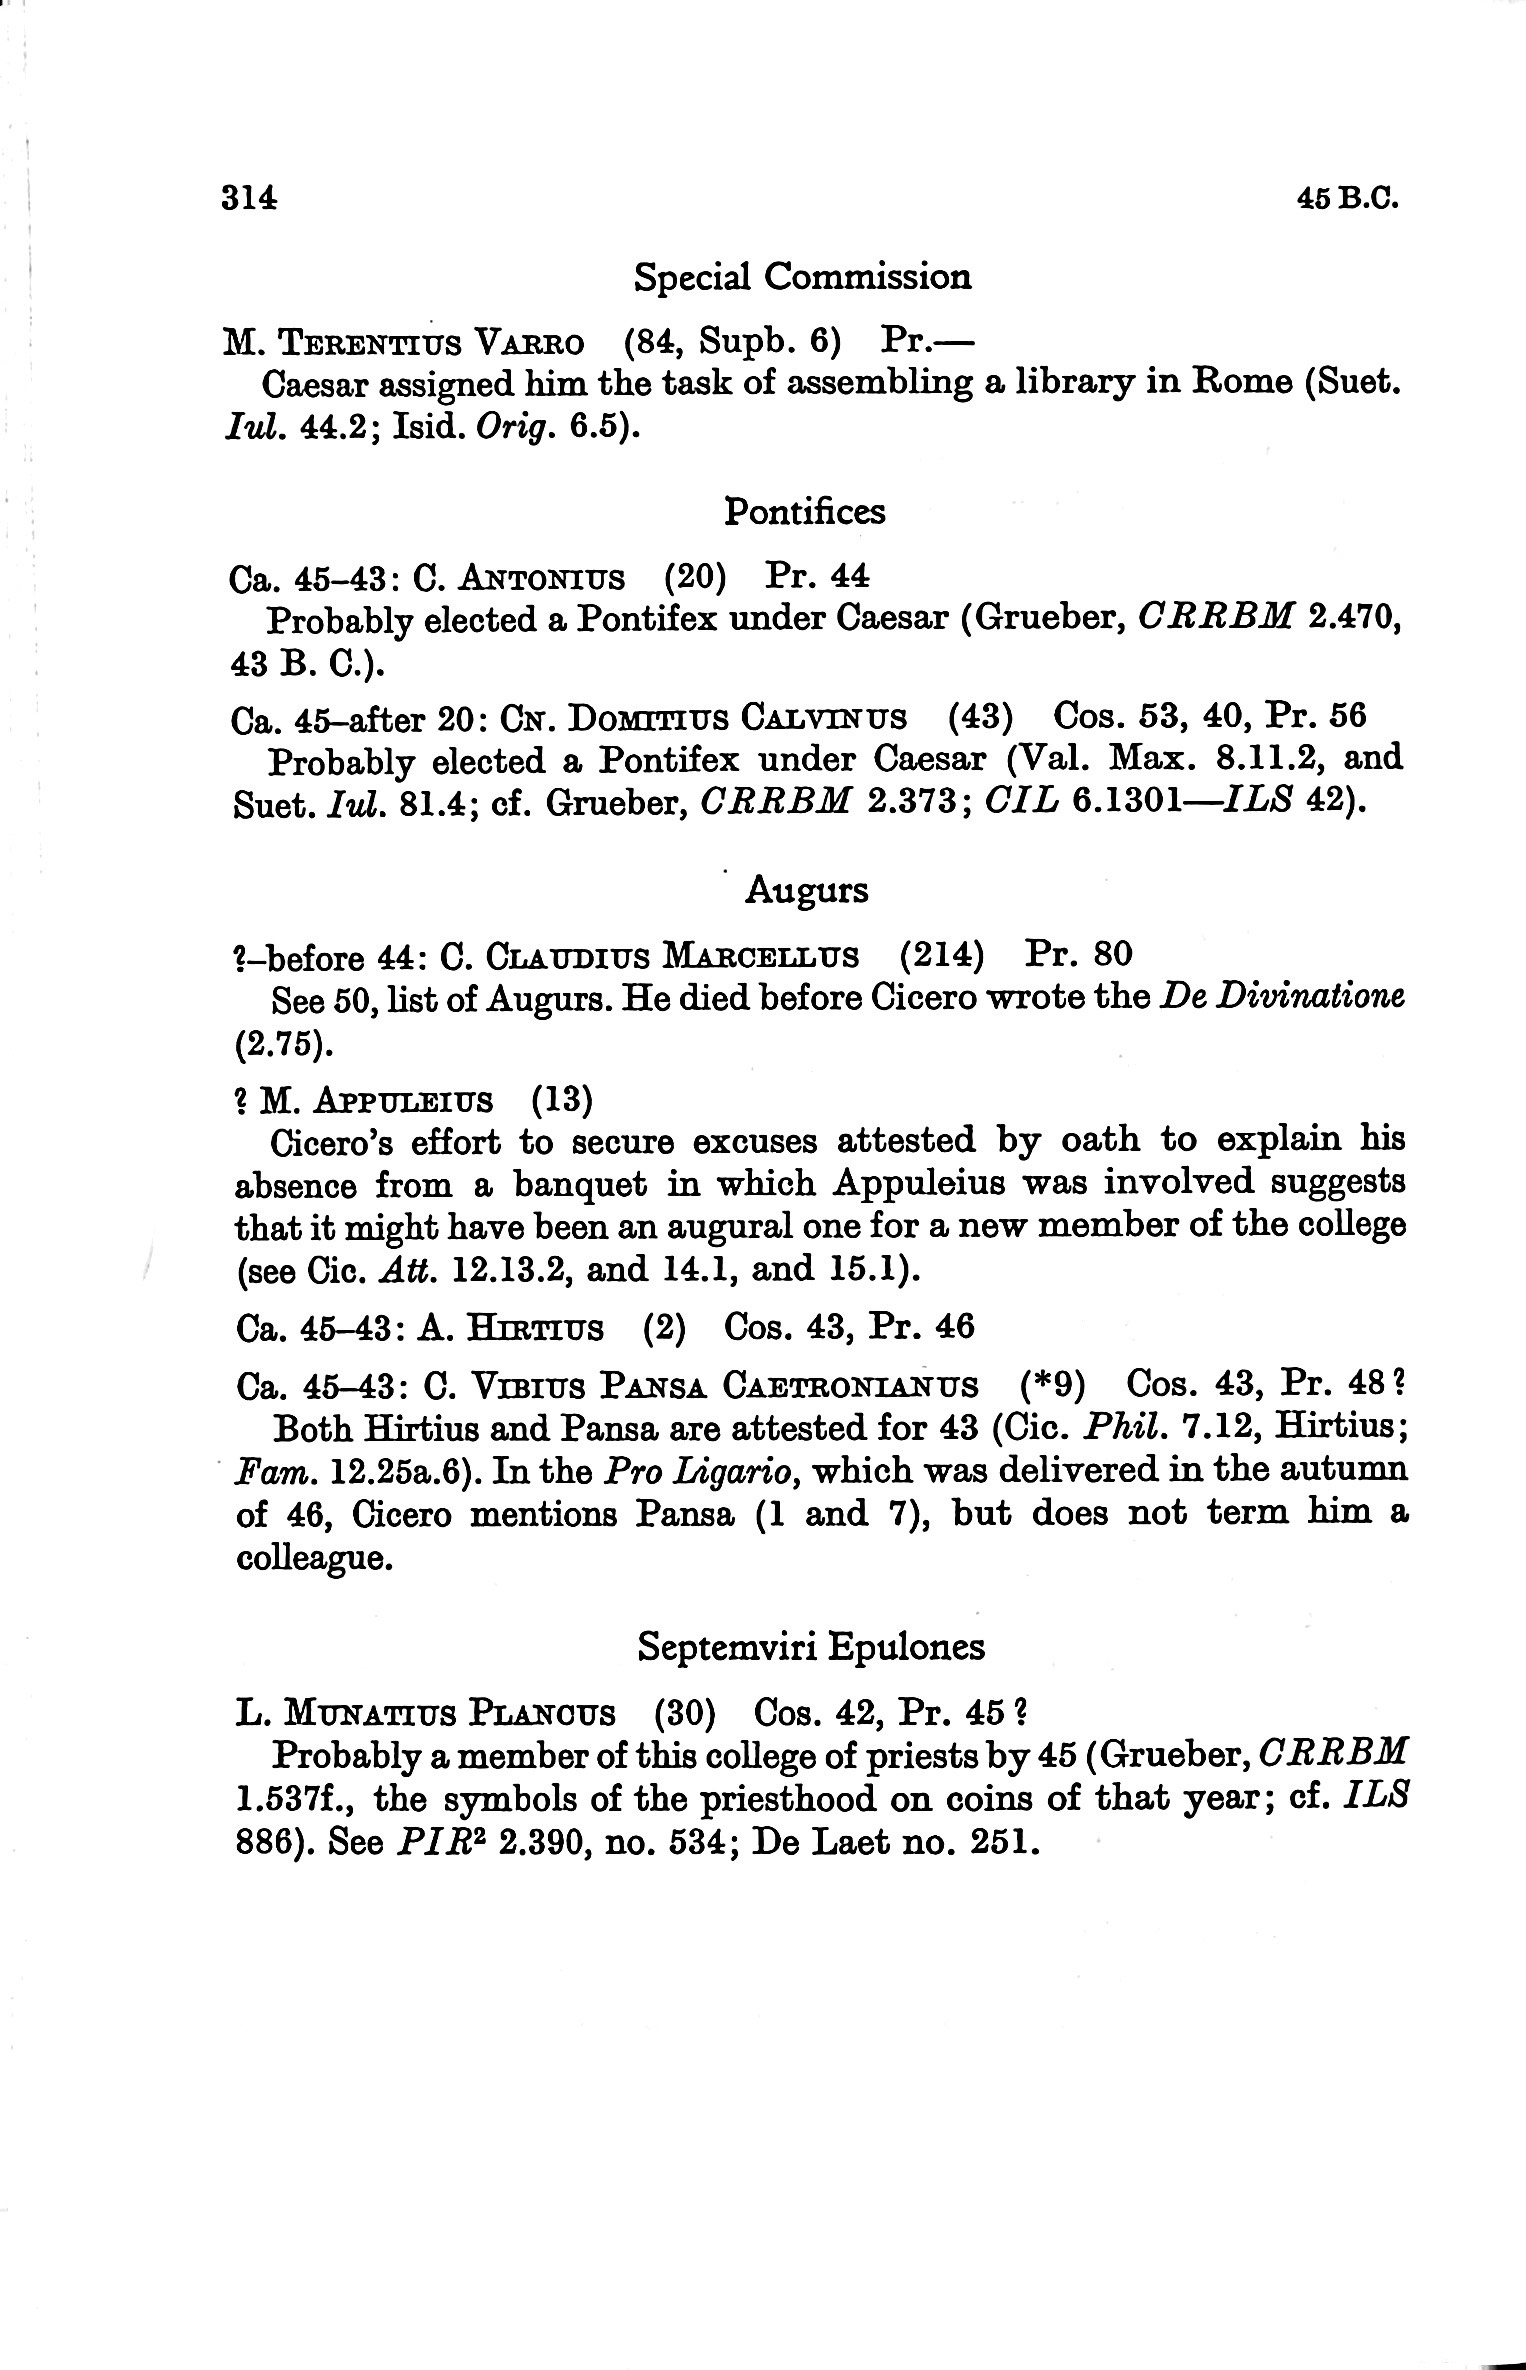 314 45 B.C.
Special Commission
M. TERENTIUS VARRO (84, Supb. 6) Pr.—
Caesar assigned him the task of assembling a library in Rome (Suet.
Iul. 44.2; Isid. Orig. 6.5).
Pontifices
Ca. 45–43: C. ANTONIUS (20) Pr. 44
Probably elected a Pontifex under Caesar (Grueber, CRRBM 2.470,
43 B. C.).
Ca. 45–after 20: CN. DOMITIUS CALVINUS (43) Cos. 53, 40, Pr. 56
Probably elected a Pontifex under Caesar (Val. Max. 8.11.2, and
Suet. Iul. 81.4; cf. Grueber, CRRBM 2.373; CIL 6.1301—ILS 42).
Augurs
?–before 44: C. CLAUDIUS MARCELLUS (214) Pr. 80
See 50, list of Augurs. He died before Cicero wrote the De Divinatione
(2.75).
? M. APPULEIUS (13)
Cicero's effort to secure excuses attested by oath to explain his
absence from a banquet in which Appuleius was involved suggests
that it might have been an augural one for a new member of the college
(see Cic. Att. 12.13.2, and 14.1, and 15.1).
Ca. 45–43: A. HIRTIUS (2) Cos. 43, Pr. 46
Ca. 45–43: C. VIBIUS PANSA CAETRONIANUS (*9) Cos. 43, Pr. 48?
Both Hirtius and Pansa are attested for 43 (Cic. Phil. 7.12, Hirtius;
Fam. 12.25a.6). In the Pro Ligario, which was delivered in the autumn
of 46, Cicero mentions Pansa (1 and 7), but does not term him a
colleague.
Septemviri Epulones
L. MUNATIUS PLANCUS (30) Cos. 42, Pr. 45?
Probably a member of this college of priests by 45 (Grueber, CRRBM
1.537f., the symbols of the priesthood on coins of that year; cf. ILS
886). See PIR² 2.390, no. 534; De Laet no. 251.